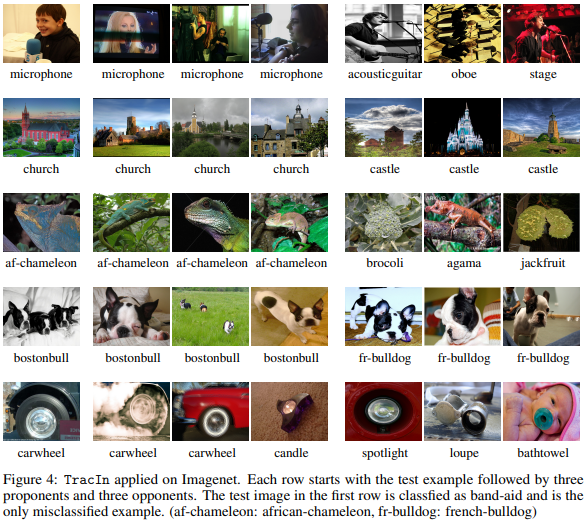 microphone microphone microphone microphone acousticguitar oboe stage
church church church church castle castle castle
af-chameleon af-chameleon af-chameleon af-chameleon brocoli agama jackfruit
bostonbull bostonbull bostonbull bostonbull fr-bulldog fr-bulldog fr-bulldog
carwheel carwheel carwheel candle spotlight loupe bathtowel
Figure 4: TracIn applied on Imagenet. Each row starts with the test example followed by three
proponents and three opponents. The test image in the first row is classfied as band-aid and is the
only misclassified example. (af-chameleon: african-chameleon, fr-bulldog: french-bulldog)